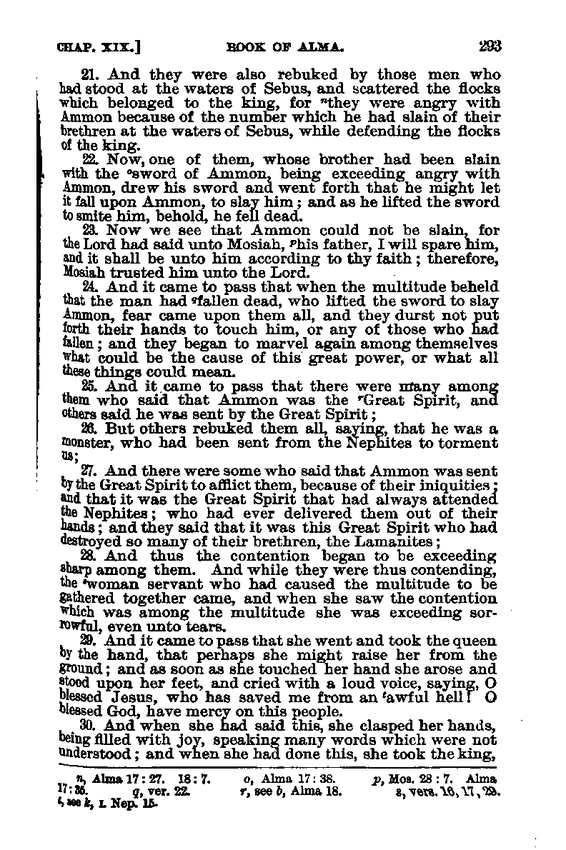 CHAP. XIX.] BOOK OF ALMA. 293
21. And they were also rebuked by those men who
had stood at the waters of Sebus, and scattered the flocks
which belonged to the king, for ⁿthey were angry with
Ammon because of the number which he had slain of their
brethren at the waters of Sebus, while defending the flocks
of the king.
22. Now, one of them, whose brother had been slain
with the ᵒsword of Ammon, being exceeding angry with
Ammon, drew his sword and went forth that he might let
it fall upon Ammon, to slay him; and as he lifted the sword
to smite him, behold, he fell dead.
23. Now we see that Ammon could not be slain, for
the Lord had said unto Mosiah, ᵖhis father, I will spare him,
and it shall be unto him according to thy faith; therefore,
Mosiah trusted him unto the Lord.
24. And it came to pass that when the multitude beheld
that the man had qfallen dead, who lifted the sword to slay
Ammon, fear came upon them all, and they durst not put
forth their hands to touch him, or any of those who had
fallen; and they began to marvel again among themselves
what could be the cause of this great power, or what all
these things could mean.
25. And it came to pass that there were many among
them who said that Ammon was the ʳGreat Spirit, and
others said he was sent by the Great Spirit;
26. But others rebuked them all, saying, that he was a
monster, who had been sent from the Nephites to torment
us;
27. And there were some who said that Ammon was sent
by the Great Spirit to afflict them, because of their iniquities;
and that it was the Great Spirit that had always attended
the Nephites; who had ever delivered them out of their
hands; and they said that it was this Great Spirit who had
destroyed so many of their brethren, the Lamanites;
28. And thus the contention began to be exceeding
sharp among them. And while they were thus contending,
the ˢwoman servant who had caused the multitude to be
gathered together came, and when she saw the contention
which was among the multitude she was exceeding sor-
rowful, even unto tears.
29. And it came to pass that she went and took the queen
by the hand, that perhaps she might raise her from the
ground; and as soon as she touched her hand she arose and
stood upon her feet, and cried with a loud voice, saying, O
blessed Jesus, who has saved me from an ᵗawful hell! O
blessed God, have mercy on this people.
30. And when she had said this, she clasped her hands,
being filled with joy, speaking many words which were not
understood; and when she had done this, she took the king,
n, Alma 17: 27. 18: 7. o, Alma 17: 38. p, Mos. 28: 7. Alma
17: 35. q, ver. 22. r, see b, Alma 18. s, vers. 16, 17, 29.
t, see k, 1. Nep. 15.